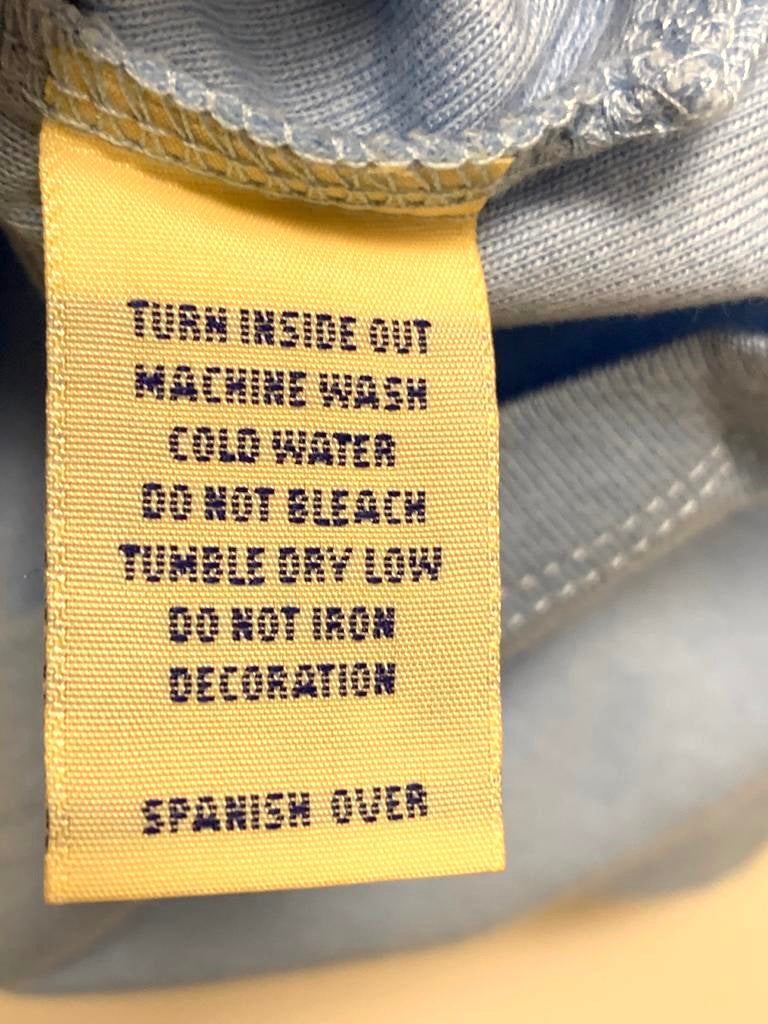 TURN INSIDE OUT
MACHINE WASH
COLD WATER
DO NOT BLEACH
TUMBLE DRY LOW
DO NOT IRON
DECORATION
SPANISH OVER